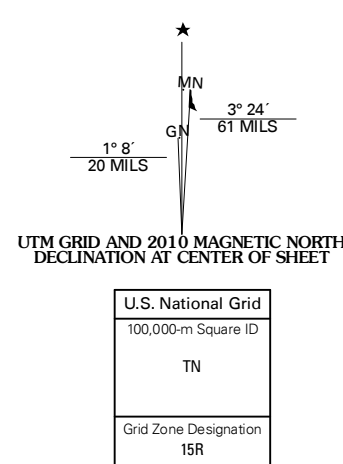 ★
MN
3° 24´
61 MILS
GN
1° 8´
20 MILS
UTM GRID AND 2010 MAGNETIC NORTH
DECLINATION AT CENTER OF SHEET
U.S. National Grid
100,000-m Square ID
TN
Grid Zone Designation
15R